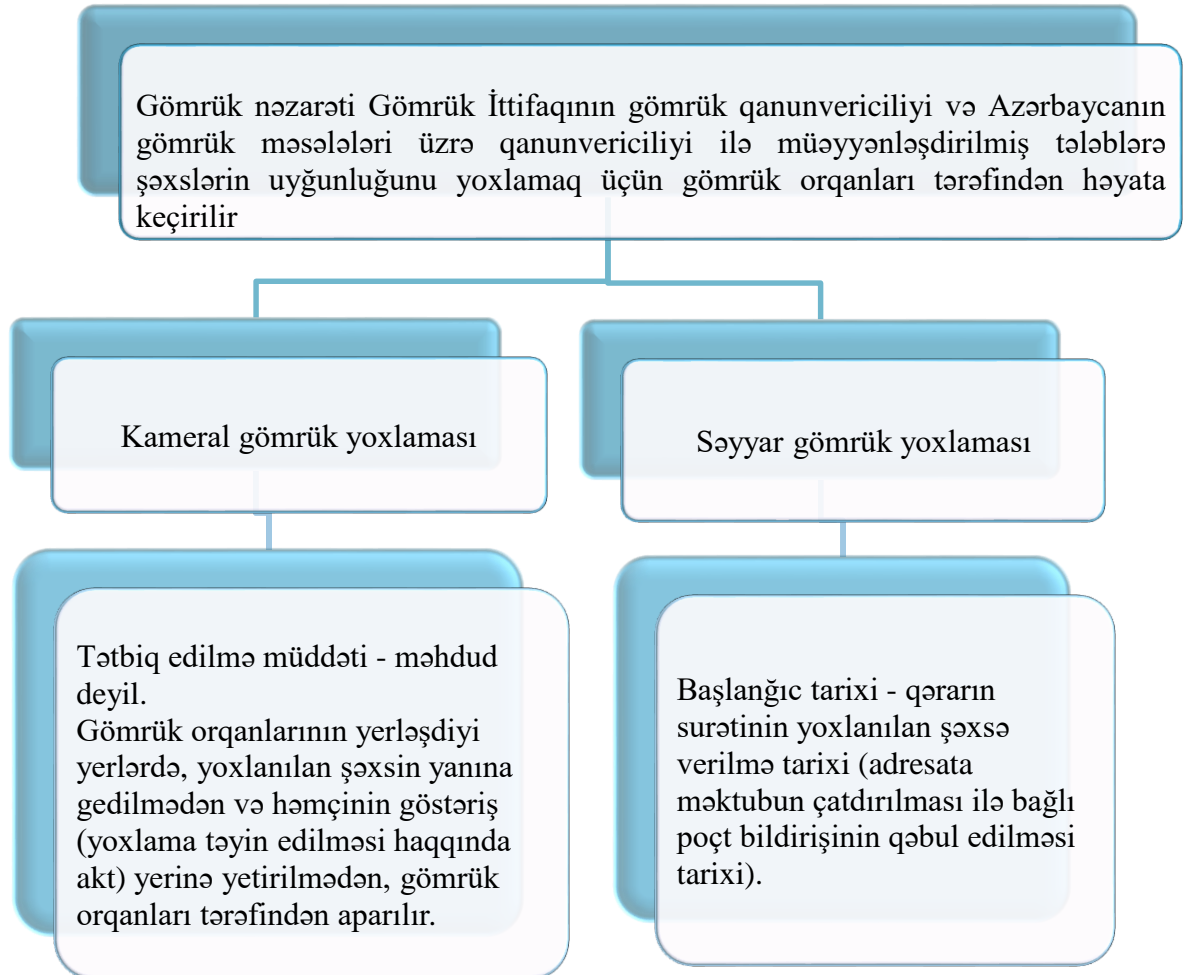 Gömrük nəzarəti Gömrük İttifaqının gömrük qanunvericiliyi və Azərbaycanın
gömrük məsələləri üzrə qanunvericiliyi ilə müəyyənləşdirilmiş tələblərə
şəxslərin uyğunluğunu yoxlamaq üçün gömrük orqanları tərəfindən həyata
keçirilir
Kameral gömrük yoxlaması
Səyyar gömrük yoxlaması
Tətbiq edilmə müddəti - məhdud
deyil.
Gömrük orqanlarının yerləşdiyi
yerlərdə, yoxlanılan şəxsin yanına
gedilmədən və həmçinin göstəriş
(yoxlama təyin edilməsi haqqında
akt) yerinə yetirilmədən, gömrük
orqanları tərəfindən aparılır.
Başlanğıc tarixi - qərarın
surətinin yoxlanılan şəxsə
verilmə tarixi (adresata
məktubun çatdırılması ilə bağlı
poçt bildirişinin qəbul edilməsi
tarixi).